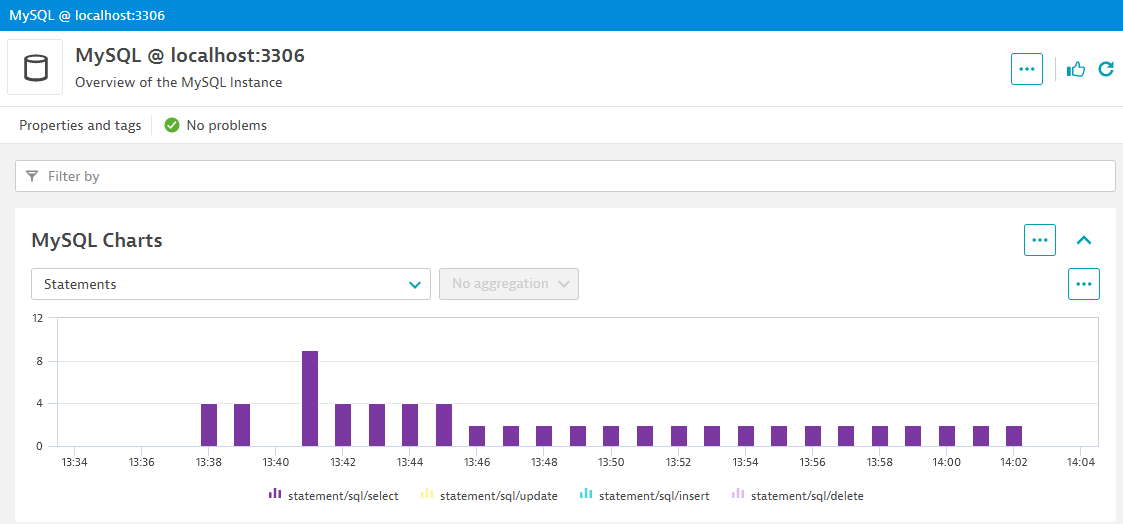 MySQL @ localhost:3306
MySQL @ localhost:3306
Overview of the MySQL Instance
Properties and tags
No problems
Filter by
MySQL Charts
Statements
No aggregation
12
8
4
0
13:34 13:36 13:38 13:40 13:42 13:44 13:46 13:48 13:50 13:52 13:54 13:56 13:58 14:00 14:02 14:04
statement/sql/select statement/sql/update statement/sql/insert statement/sql/delete